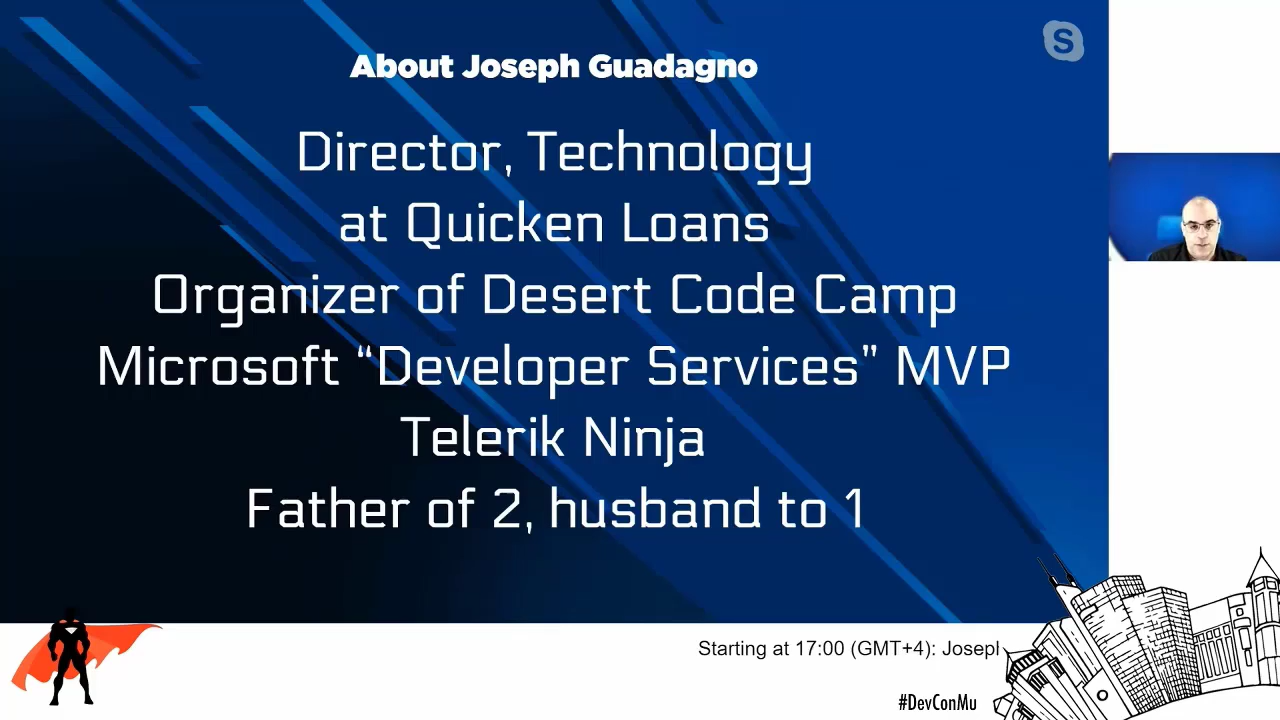 S
About Joseph Guadagno
Director, Technology
at Quicken Loans
Organizer of Desert Code Camp
Microsoft “Developer Services” MVP
Telerik Ninja
Father of 2, husband to 1
Starting at 17:00 (GMT+4): Josepl
#DevConMu